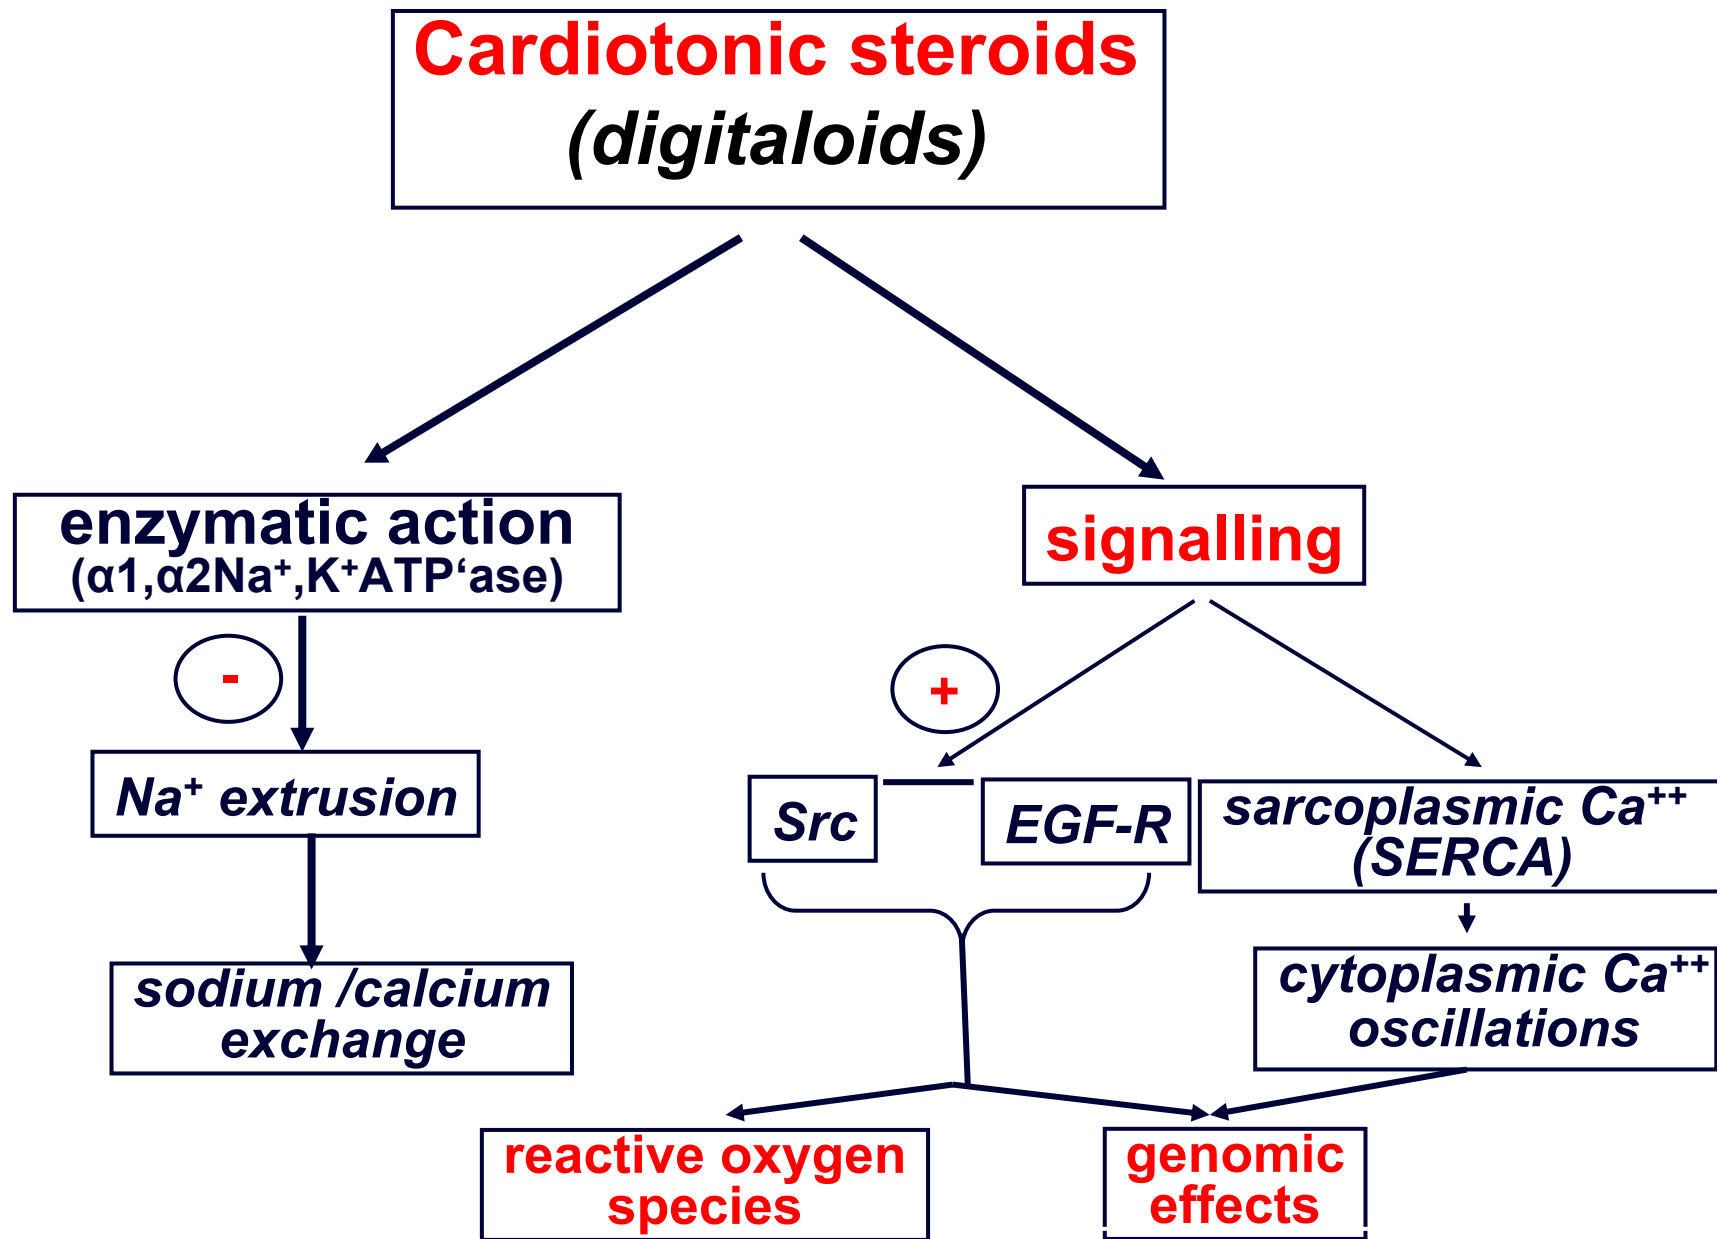 Cardiotonic steroids
(digitaloids)
enzymatic action
(α1,α2Na⁺,K⁺ATP‘ase)
signalling
-
+
Na⁺ extrusion
Src
EGF-R
sarcoplasmic Ca⁺⁺
(SERCA)
sodium /calcium
exchange
cytoplasmic Ca⁺⁺
oscillations
reactive oxygen
species
genomic
effects